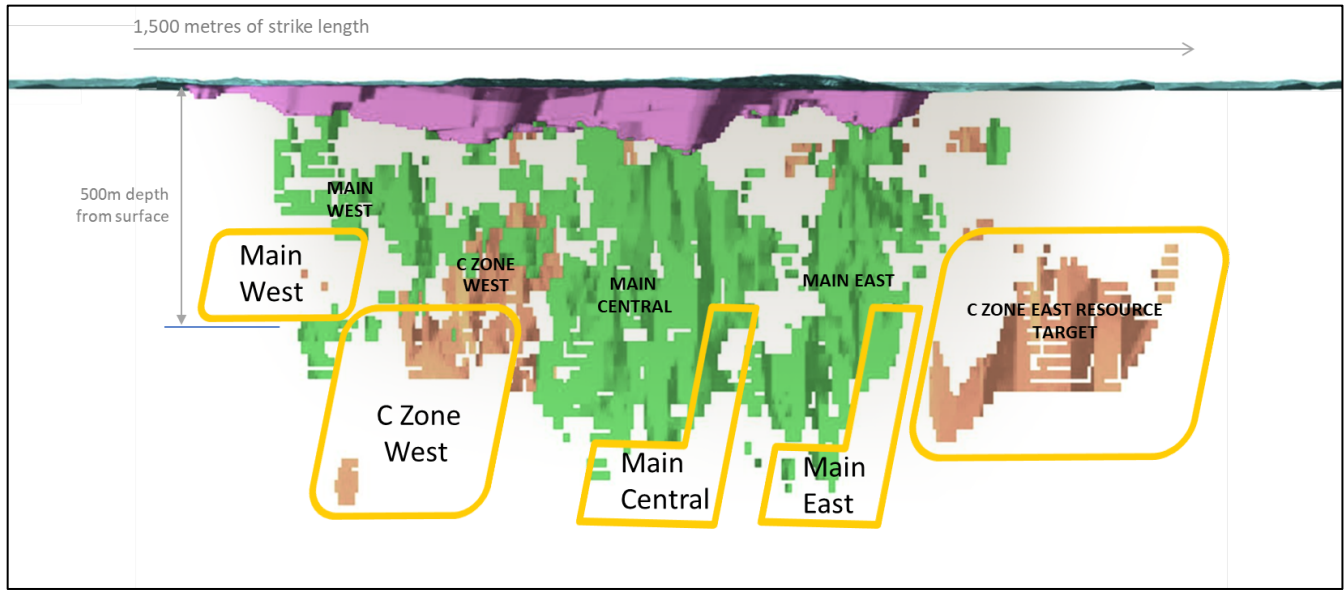 1,500 metres of strike length
500m depth
from surface
MAIN
WEST
Main
West
C ZONE
WEST
MAIN
CENTRAL
MAIN EAST
C ZONE EAST RESOURCE
TARGET
C Zone
West
Main
Central
Main
East